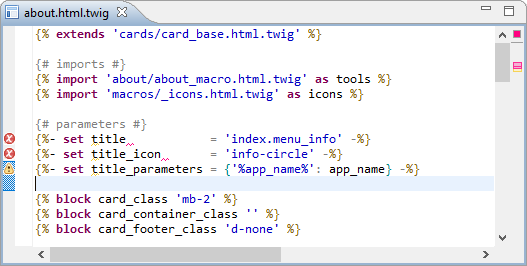 about.html.twig
{% extends 'cards/card_base.html.twig' %}
{# imports #}
{% import 'about/about_macro.html.twig' as tools %}
{% import 'macros/_icons.html.twig' as icons %}
{# parameters #}
{%- set title          = 'index.menu_info' -%}
{%- set title_icon      = 'info-circle' -%}
{%- set title_parameters = {'%app_name%': app_name} -%}
{% block card_class 'mb-2' %}
{% block card_container_class '' %}
{% block card_footer_class 'd-none' %}